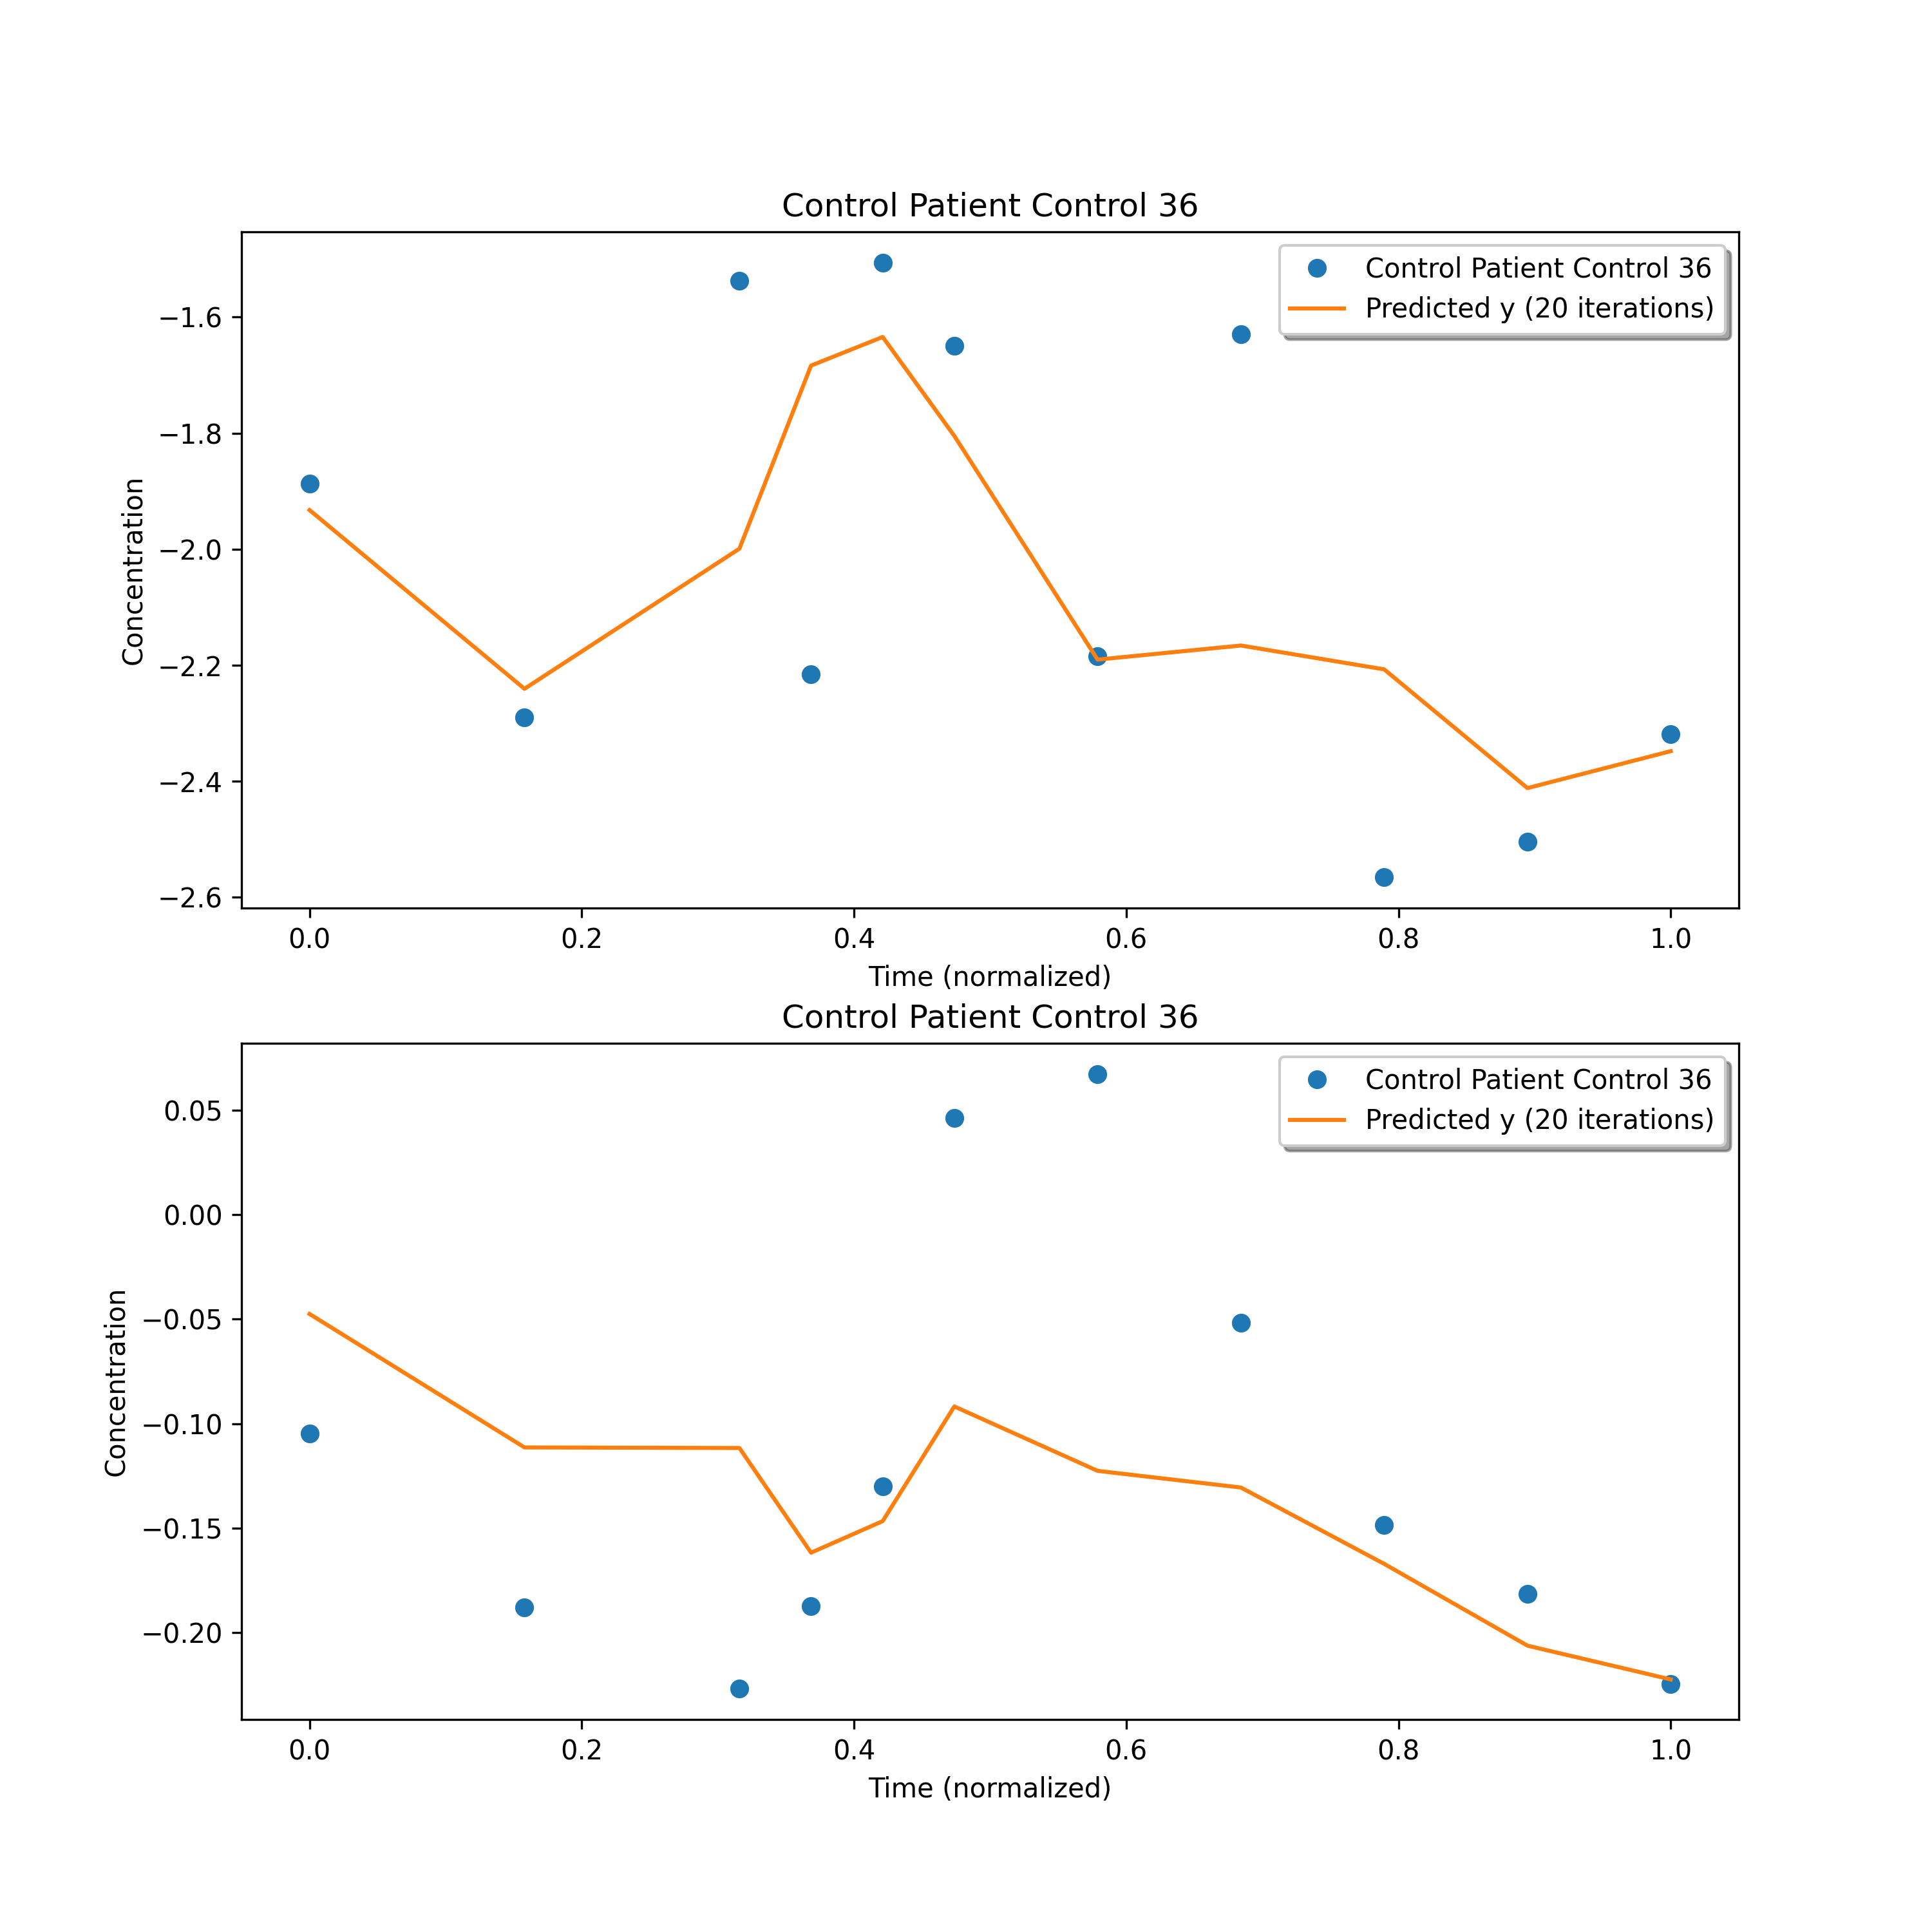 Control Patient Control 36
Control Patient Control 36
Predicted y (20 iterations)
−1.6
−1.8
−2.0
−2.2
−2.4
−2.6
Concentration
0.0 0.2 0.4 0.6 0.8 1.0
Time (normalized)
Control Patient Control 36
Control Patient Control 36
Predicted y (20 iterations)
0.05
0.00
−0.05
−0.10
−0.15
−0.20
Concentration
0.0 0.2 0.4 0.6 0.8 1.0
Time (normalized)